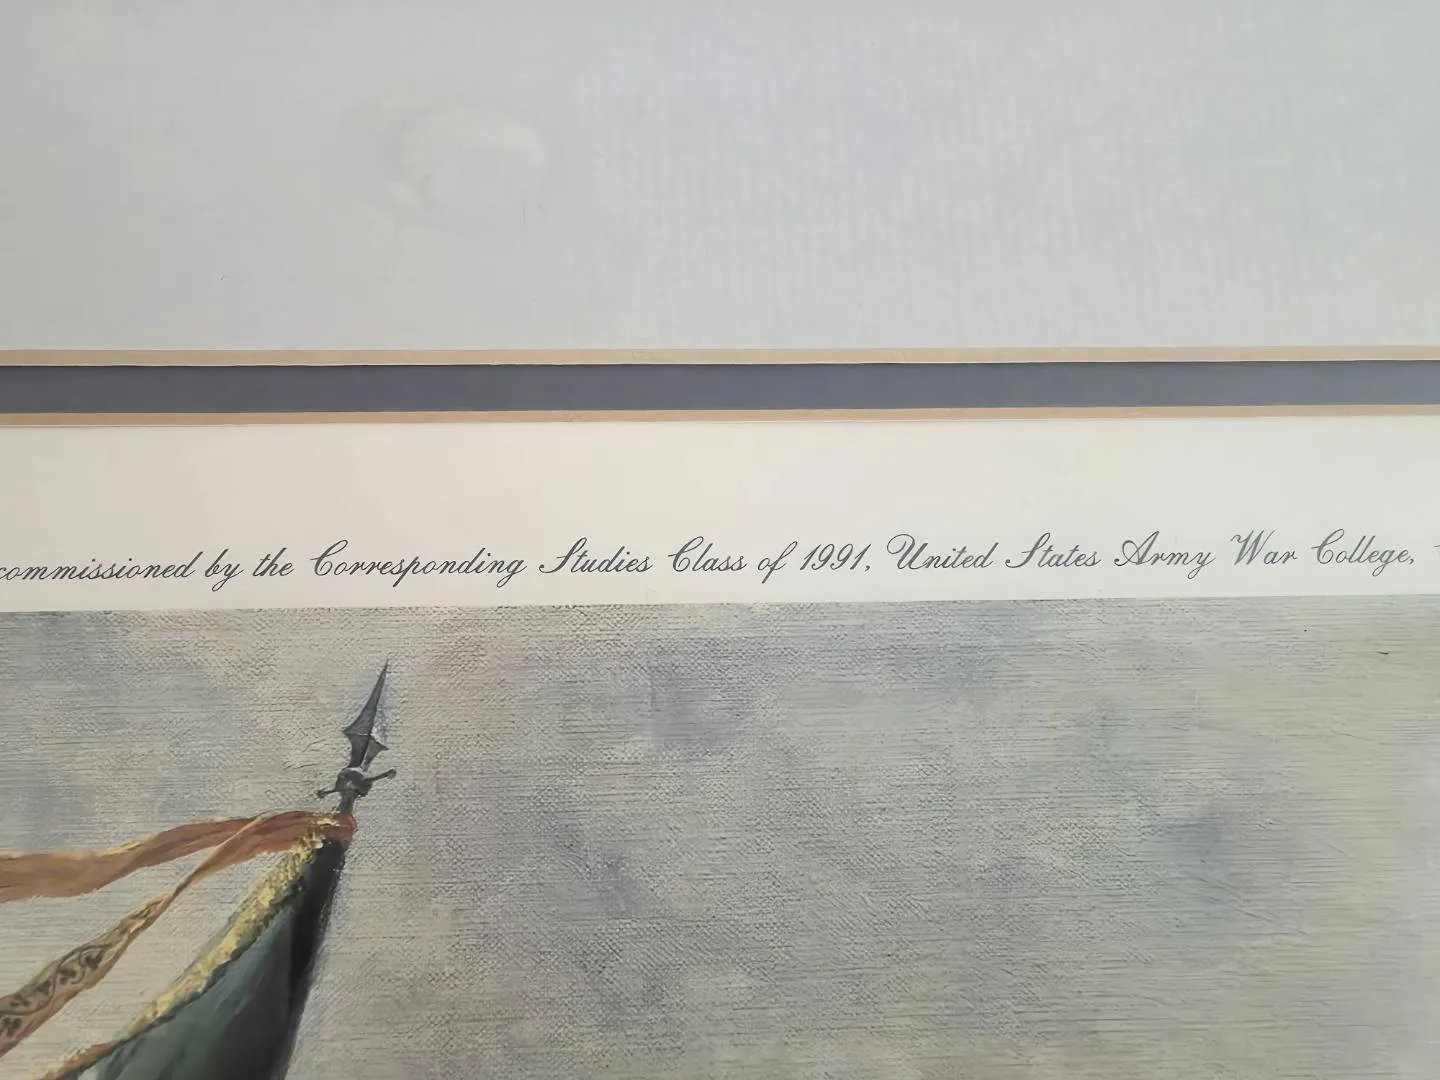 commissioned by the Corresponding Studies Class of 1991, United States Army War College,